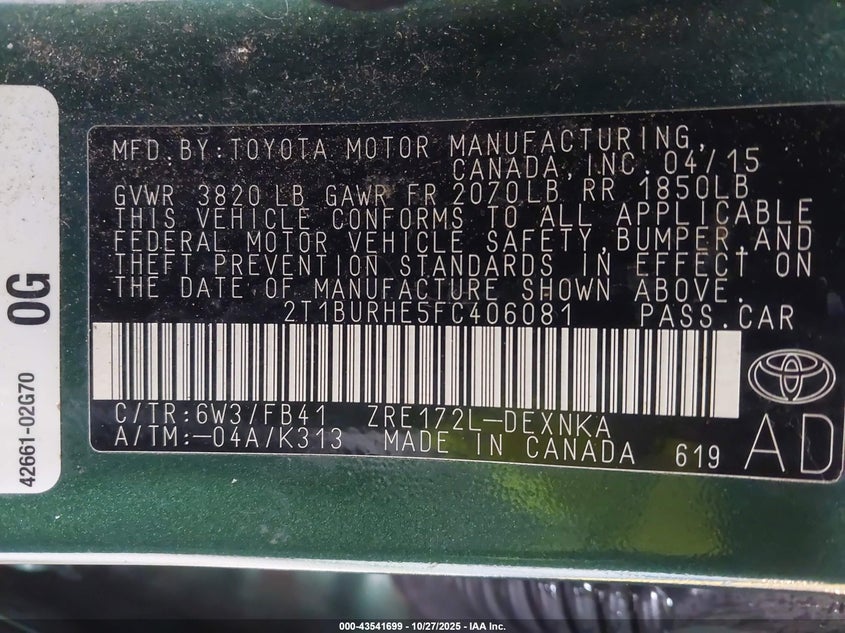 MFD.BY:TOYOTA MOTOR MANUFACTURING,
CANADA,INC.04/15
GVWR 3820 LB GAWR FR 2070LB RR 1850LB
THIS VEHICLE CONFORMS TO ALL APPLICABLE
FEDERAL MOTOR VEHICLE SAFETY,BUMPER,AND
THEFT PREVENTION STANDARDS IN EFFECT ON
THE DATE OF MANUFACTURE SHOWN ABOVE.
2T1BURHE5FC406081 PASS.CAR
C/TR:6W3/FB41 ZRE172L-DEXNKA
A/TM:-04A/K313 MADE IN CANADA 619
AD
42661-02G70 0G
000-43541699 | 10/27/2025 | IAA Inc.